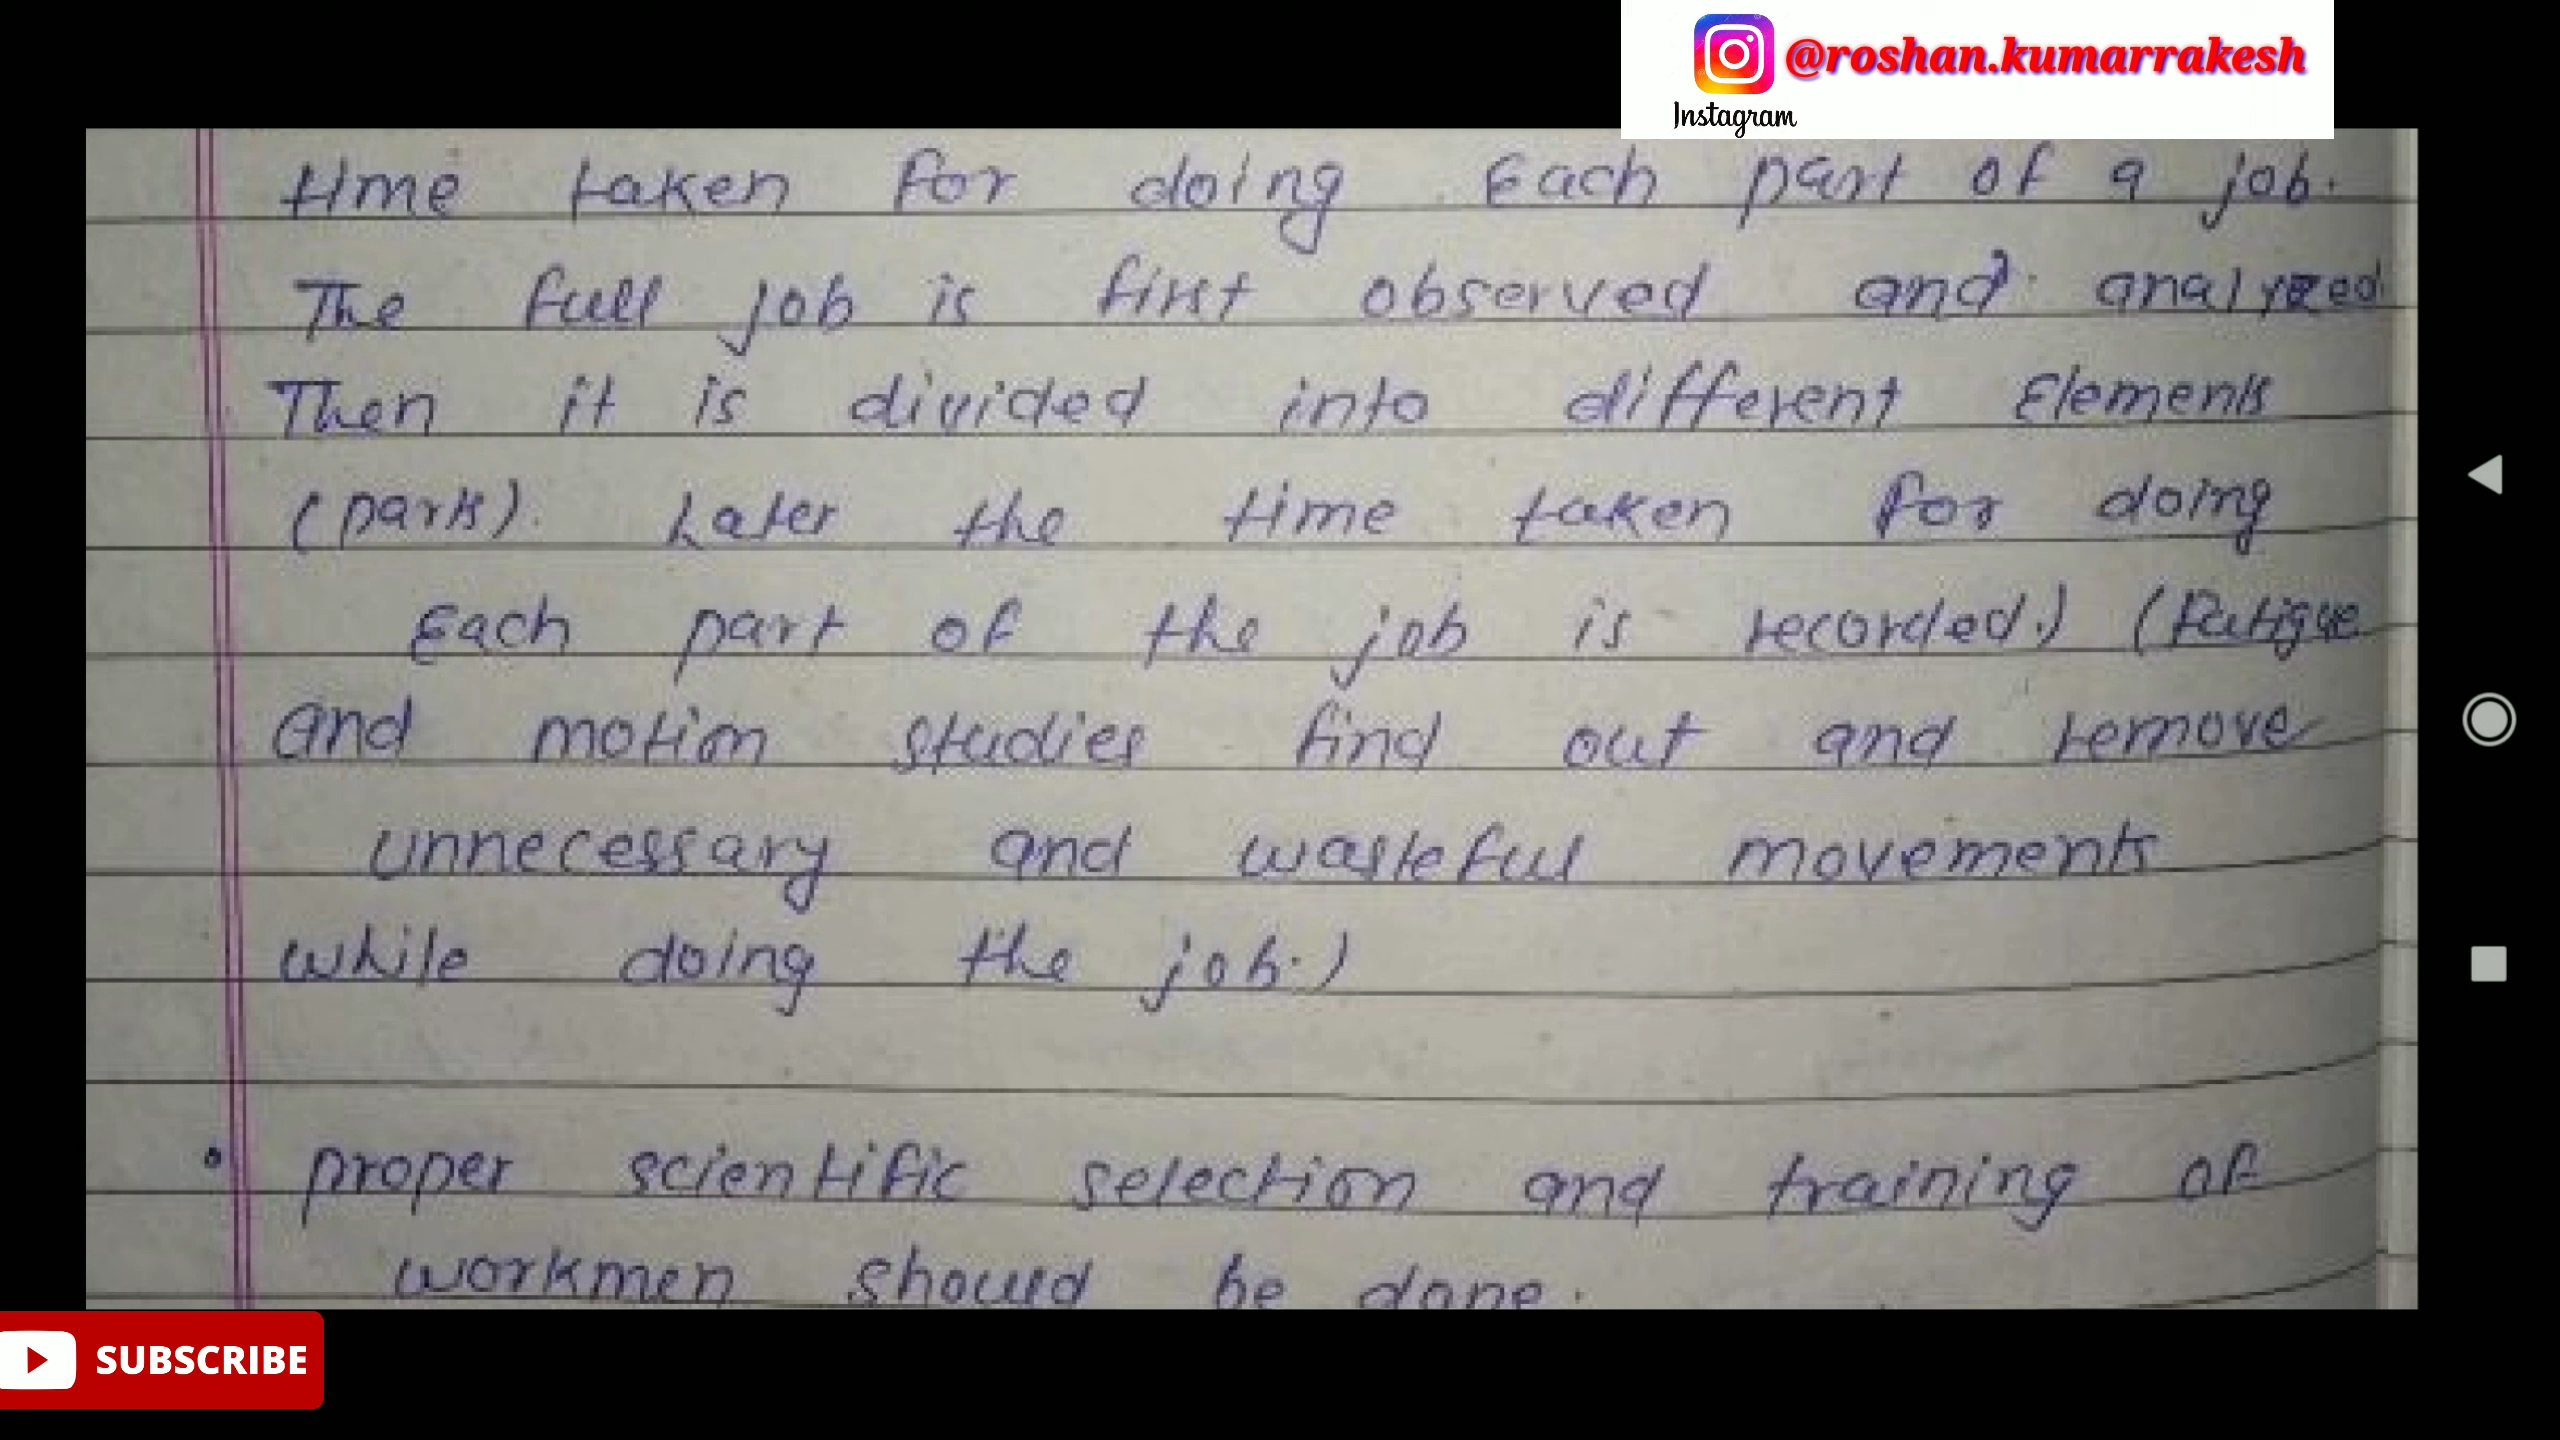 @roshan.kumarrakesh
Instagram
time taken for doing Each part of a job.
The full job is first observed and analyzed
Then it is divided into different Elements
(parts). Later the time taken for doing
Each part of the job is recorded.) (Fatigue
and motion studies find out and remove
unnecessary and wasteful movements
while doing the job.)
• proper scientific selection and training of
workmen should be done.
SUBSCRIBE